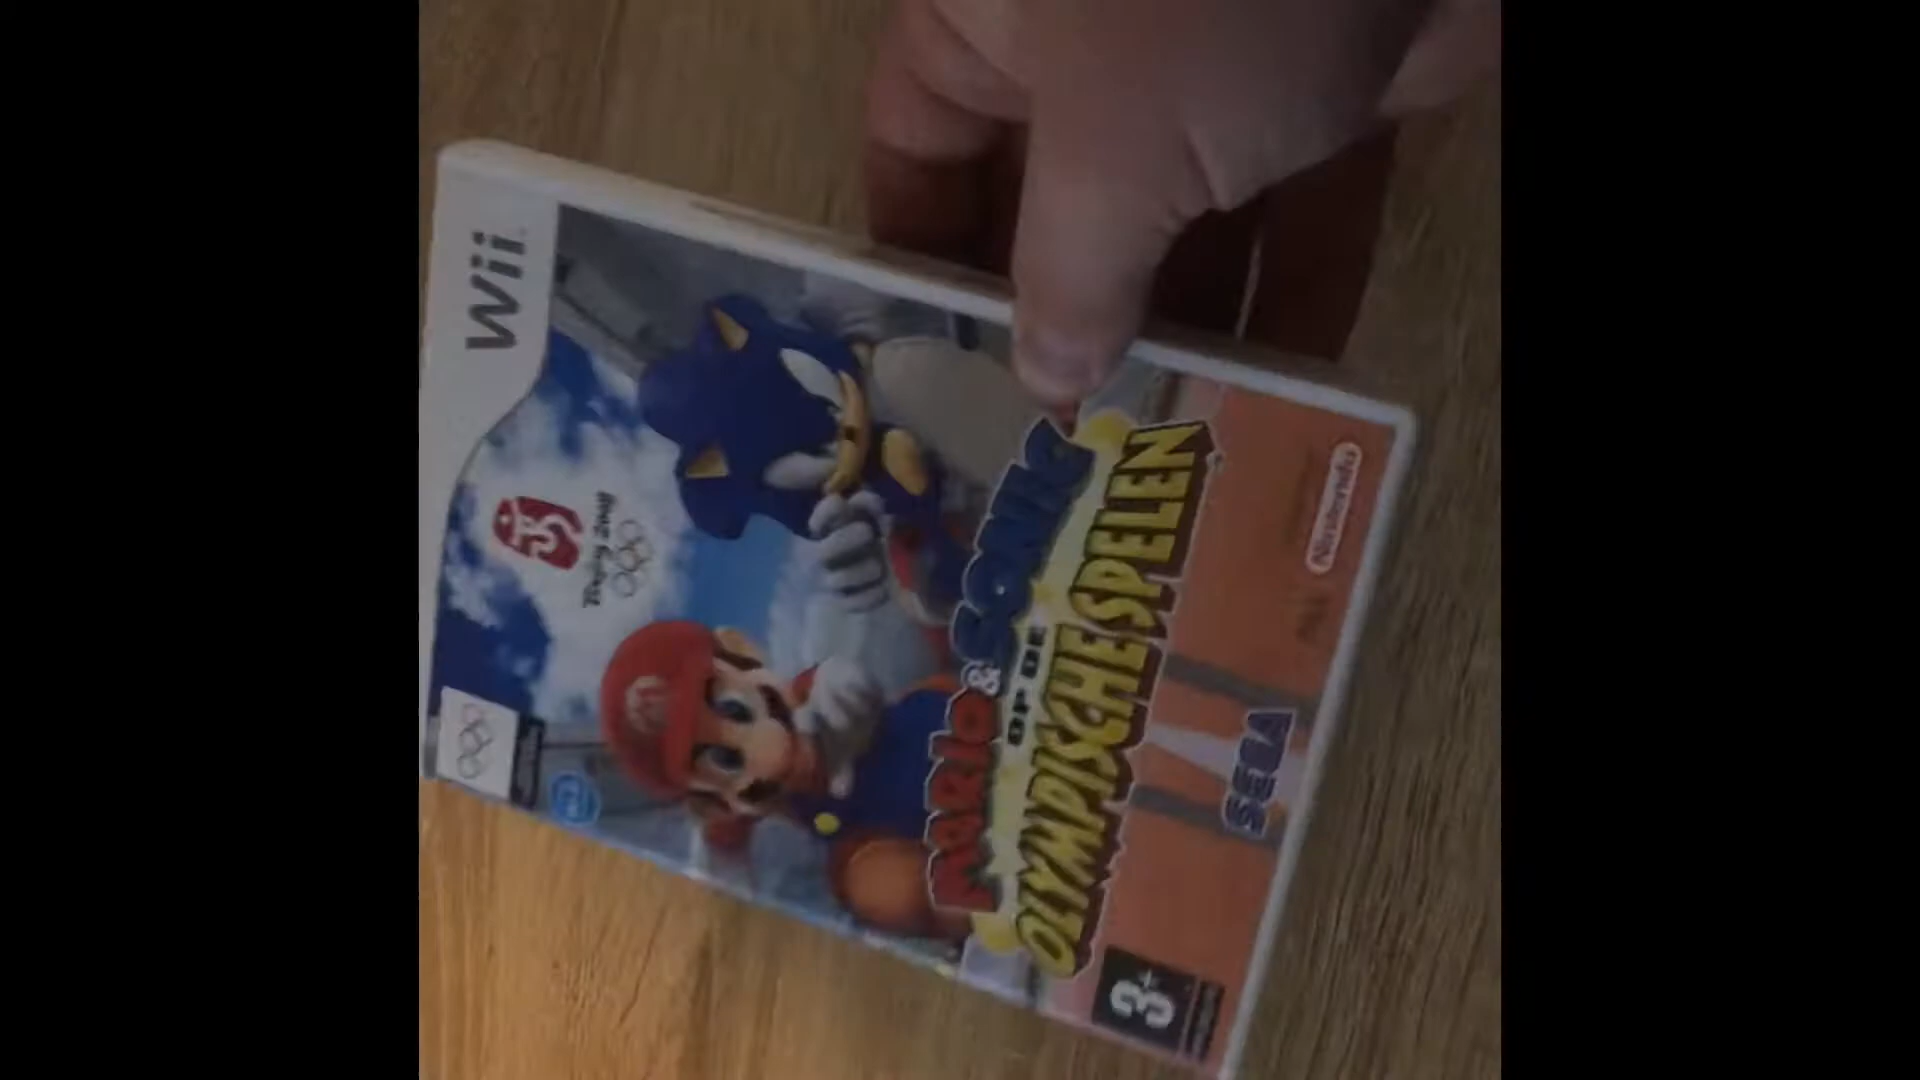 Wii
Beijing 2008
MARIO & SONIC
OP DE
OLYMPISCHE SPELEN
Nintendo
SEGA
3+